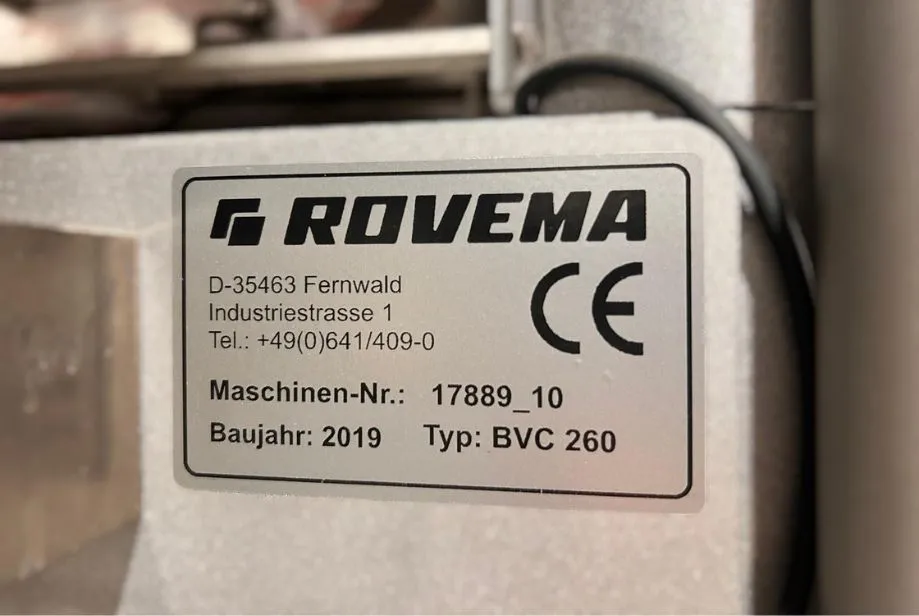 ROVEMA
D-35463 Fernwald
Industriestrasse 1
Tel.: +49(0)641/409-0
CE
Maschinen-Nr.: 17889_10
Baujahr: 2019 Typ: BVC 260